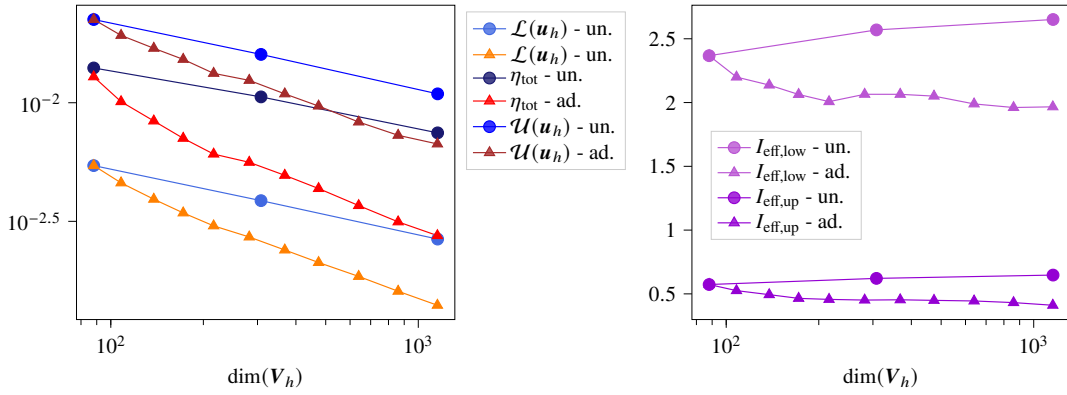 10^{-2}
10^{-2.5}
10^2
10^3
dim(V_h)
ℒ(u_h) - un.
ℒ(u_h) - un.
η_tot - un.
η_tot - ad.
𝒰(u_h) - un.
𝒰(u_h) - ad.
2.5
2
1.5
1
0.5
10^2
10^3
dim(V_h)
I_eff,low - un.
I_eff,low - ad.
I_eff,up - un.
I_eff,up - ad.